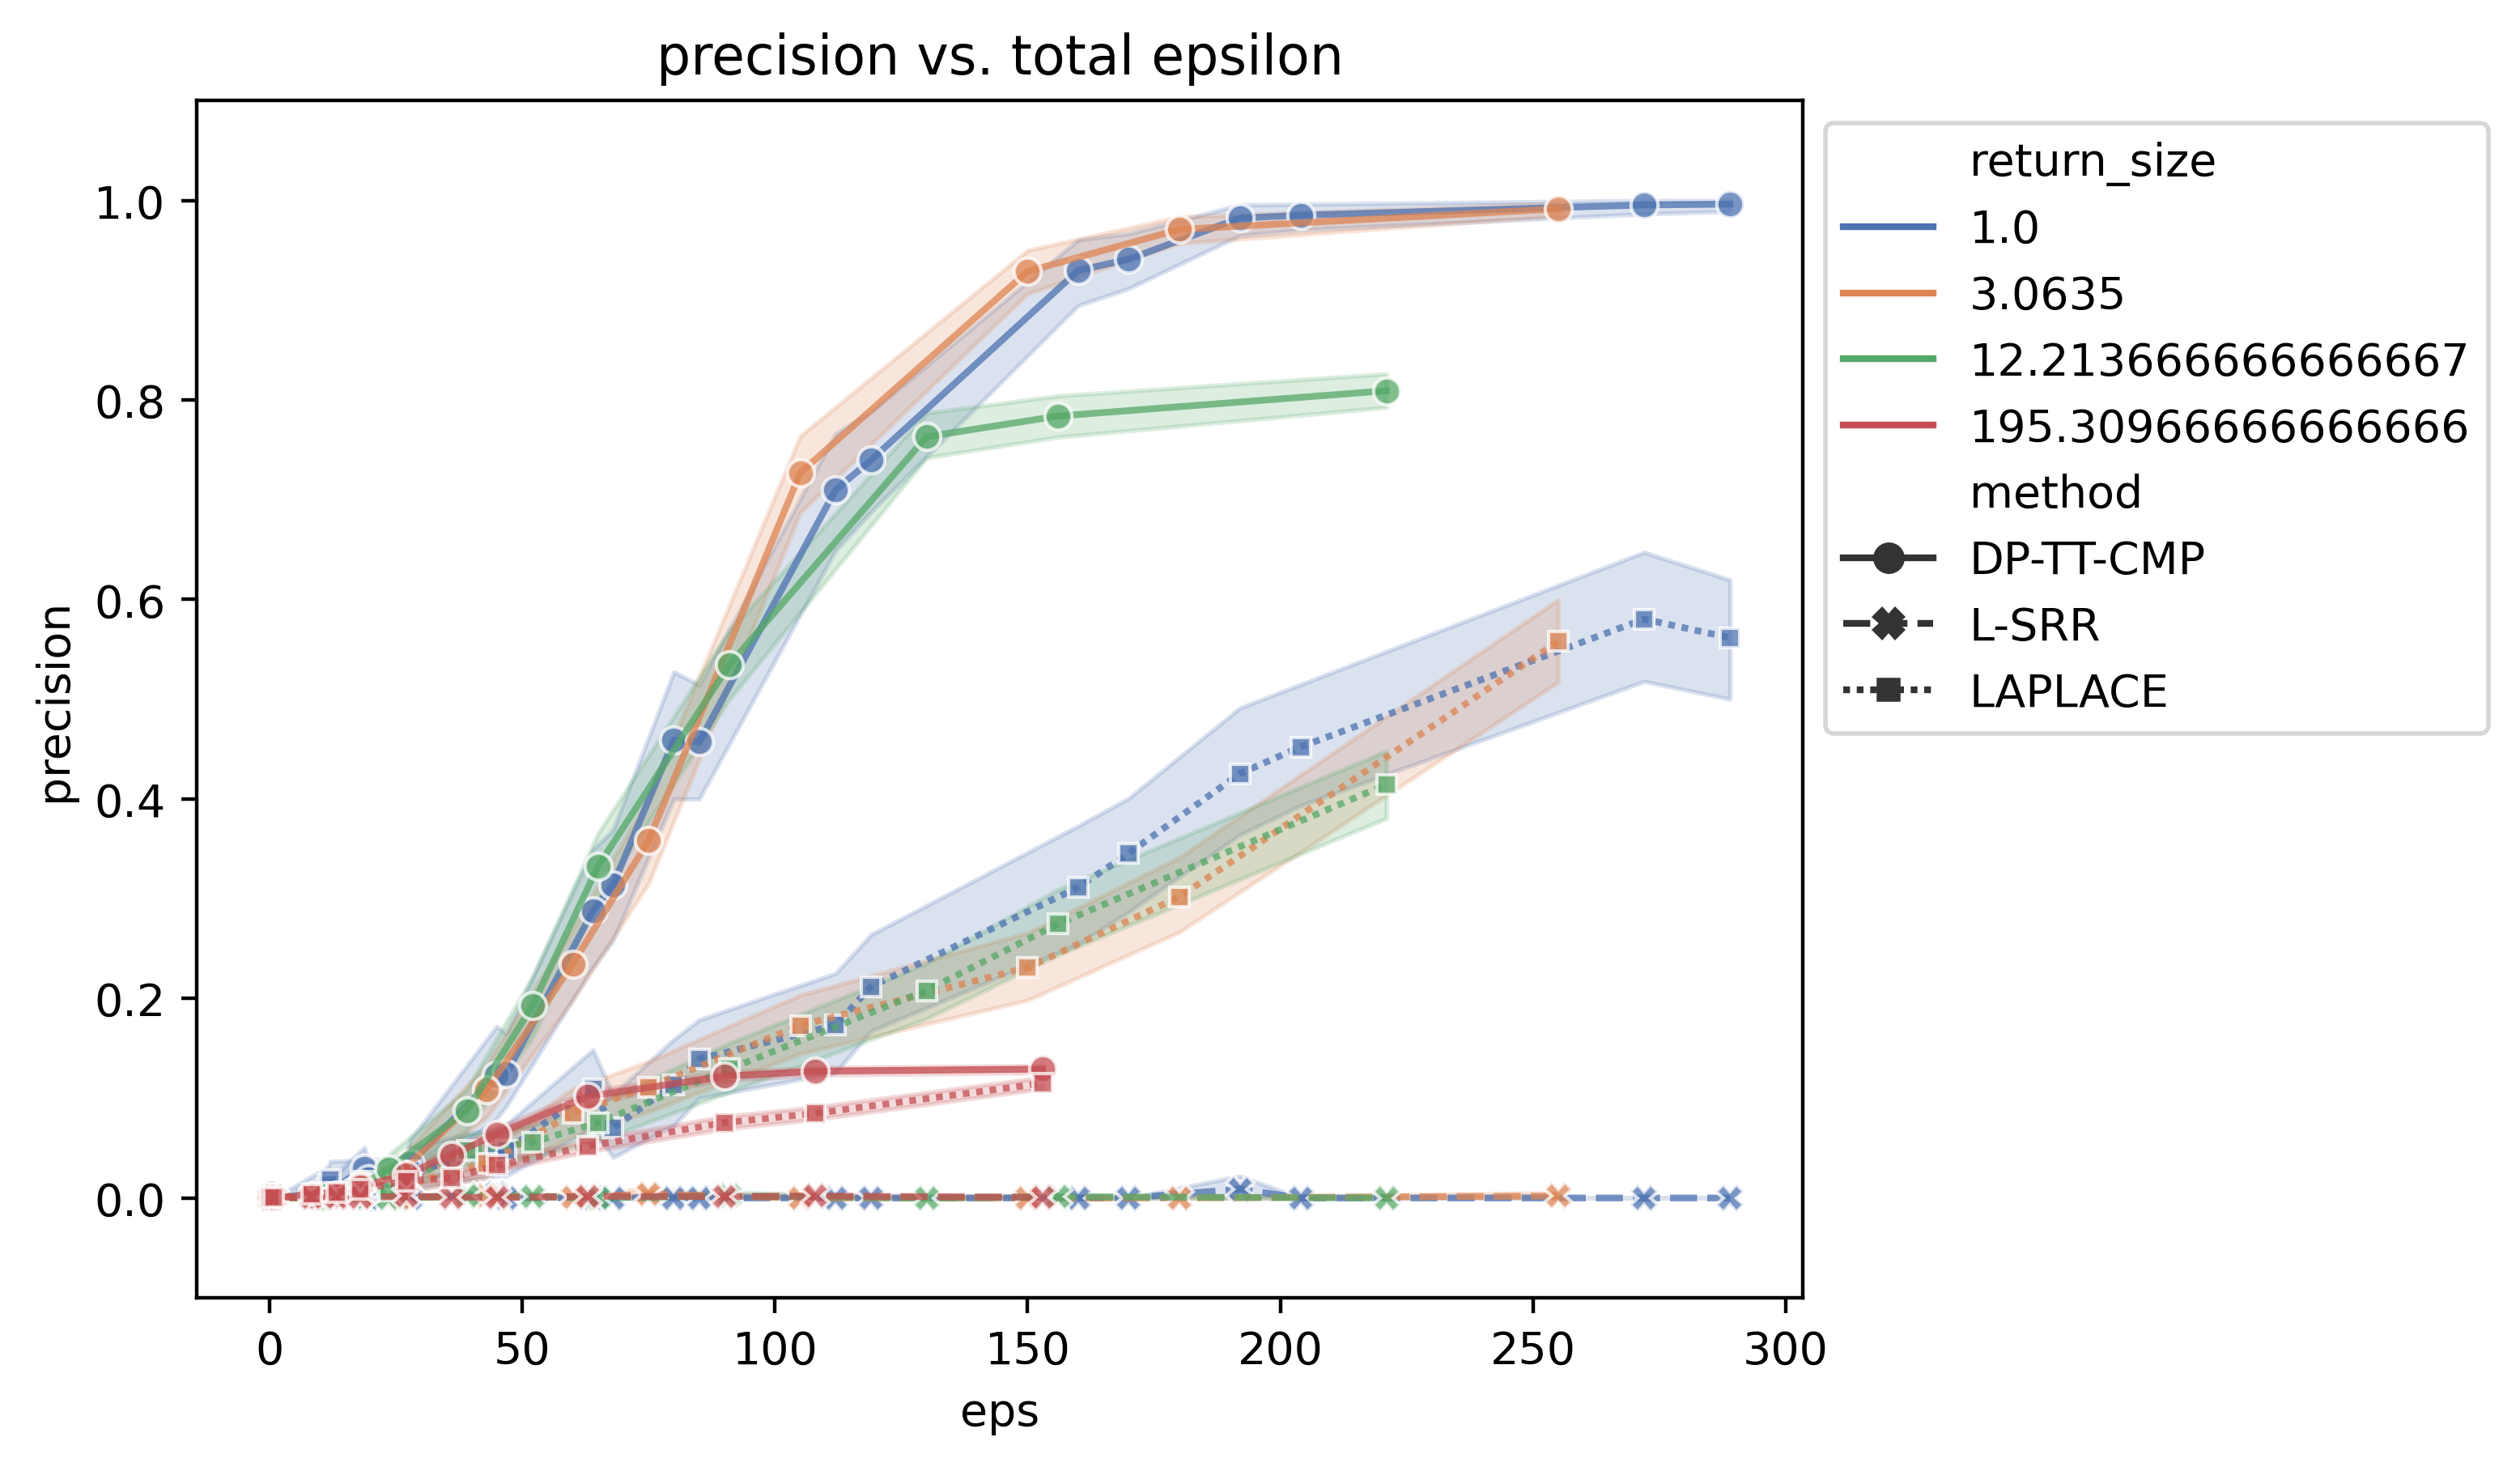 precision vs. total epsilon
precision
1.0
0.8
0.6
0.4
0.2
0.0
0
50
100
150
200
250
300
eps
return_size
1.0
3.0635
12.213666666666667
195.30966666666666
method
DP-TT-CMP
L-SRR
LAPLACE